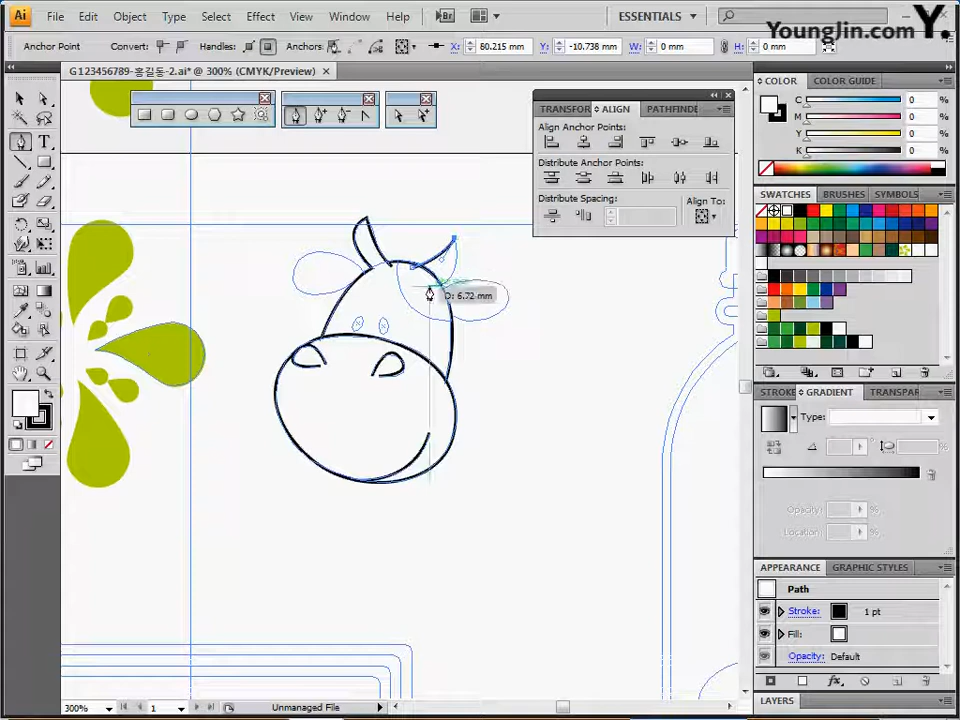 Ai File Edit Object Type Select Effect View Window Help Br ESSENTIALS
YoungJin.com Y.
Anchor Point Convert: Handles: Anchors: X: 80.215 mm Y: -10.738 mm W: 0 mm H: 0 mm
G123456789-홍길동-2.ai* @ 300% (CMYK/Preview)
COLOR COLOR GUIDE
C 0 %
M 0 %
Y 0 %
K 0 %
TRANSFOR ALIGN PATHFINDE
Align Anchor Points:
Distribute Anchor Points:
Distribute Spacing: Align To:
SWATCHES BRUSHES SYMBOLS
D: 6.72 mm
STROKE GRADIENT TRANSPAR
Type:
Opacity: %
Location: %
APPEARANCE GRAPHIC STYLES
Path
Stroke: 1 pt
Fill:
Opacity: Default
fx
LAYERS
300% 1 Unmanaged File